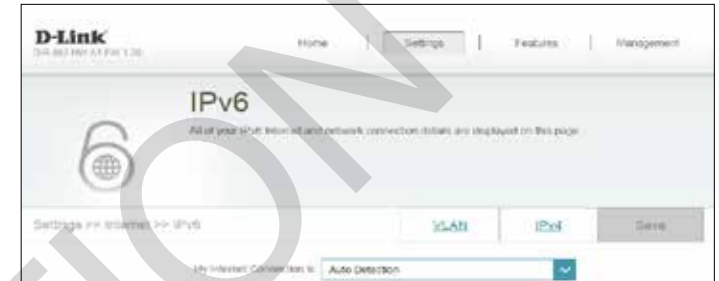 D-Link
Home | Settings | Features | Management
IPv6
All of your IPv6 Internet and network connection details are displayed on this page.
Settings >> Internet >> IPv6
VLAN
IPv4
Save
My Internet Connection is: Auto Detection
TION